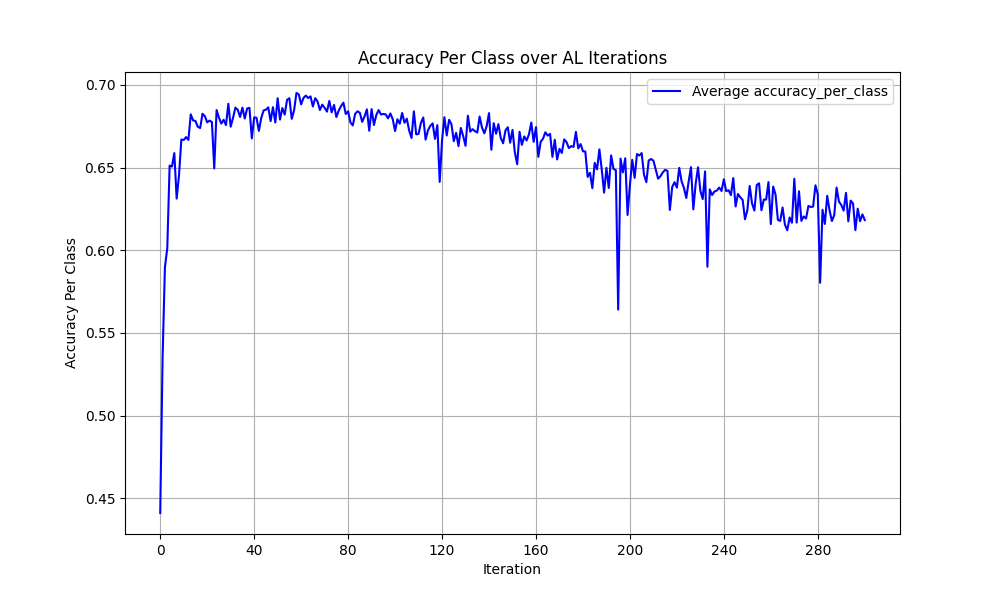 Accuracy Per Class over AL Iterations
Average accuracy_per_class
Accuracy Per Class
0.70
0.65
0.60
0.55
0.50
0.45
0 40 80 120 160 200 240 280
Iteration